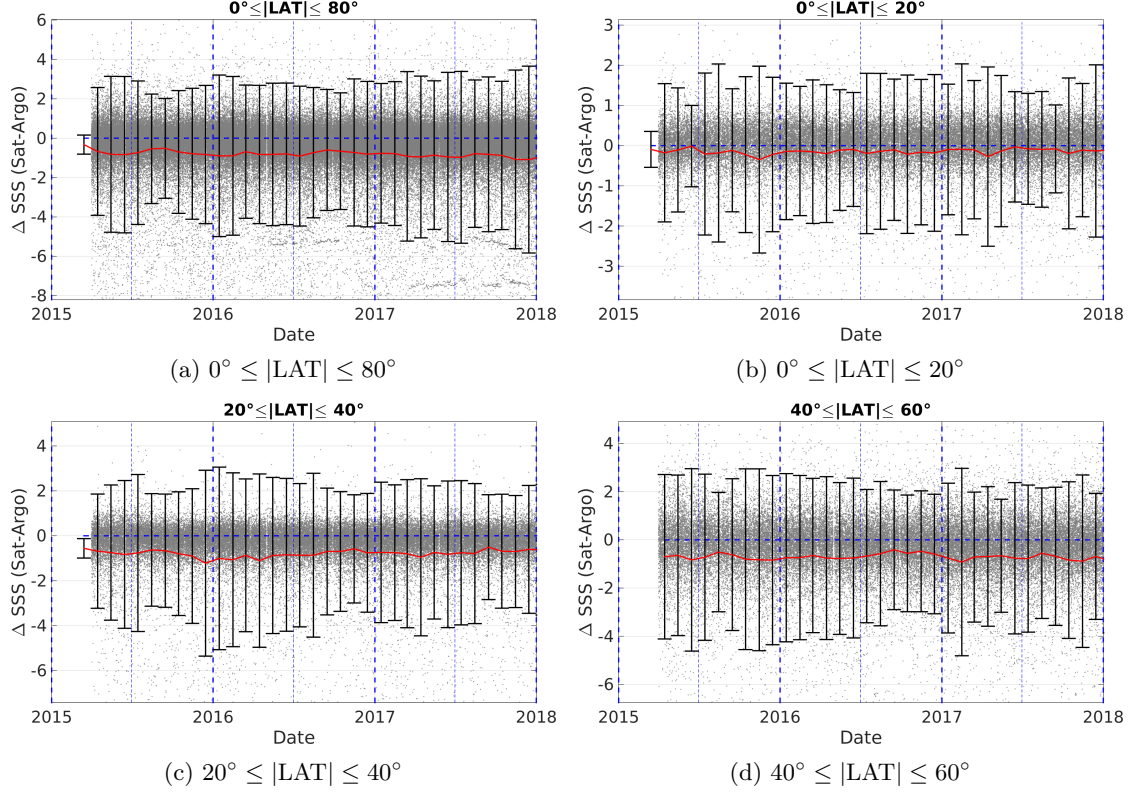 0°≤|LAT|≤ 80°
6
4
2
0
-2
-4
-6
-8
Δ SSS (Sat-Argo)
2015
2016
2017
2018
Date
(a) 0° ≤ |LAT| ≤ 80°
0°≤|LAT|≤ 20°
3
2
1
0
-1
-2
-3
Δ SSS (Sat-Argo)
2015
2016
2017
2018
Date
(b) 0° ≤ |LAT| ≤ 20°
20°≤|LAT|≤ 40°
4
2
0
-2
-4
-6
Δ SSS (Sat-Argo)
2015
2016
2017
2018
Date
(c) 20° ≤ |LAT| ≤ 40°
40°≤|LAT|≤ 60°
4
2
0
-2
-4
-6
Δ SSS (Sat-Argo)
2015
2016
2017
2018
Date
(d) 40° ≤ |LAT| ≤ 60°